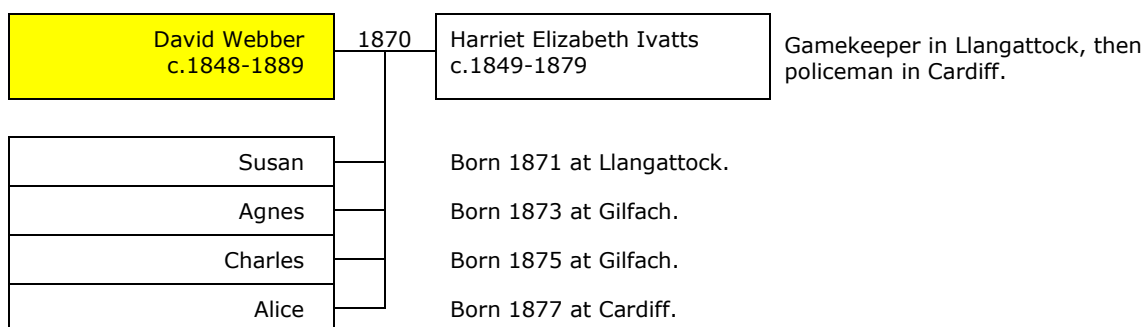 David Webber
c.1848-1889
1870
Harriet Elizabeth Ivatts
c.1849-1879
Gamekeeper in Llangattock, then
policeman in Cardiff.
Susan
Born 1871 at Llangattock.
Agnes
Born 1873 at Gilfach.
Charles
Born 1875 at Gilfach.
Alice
Born 1877 at Cardiff.